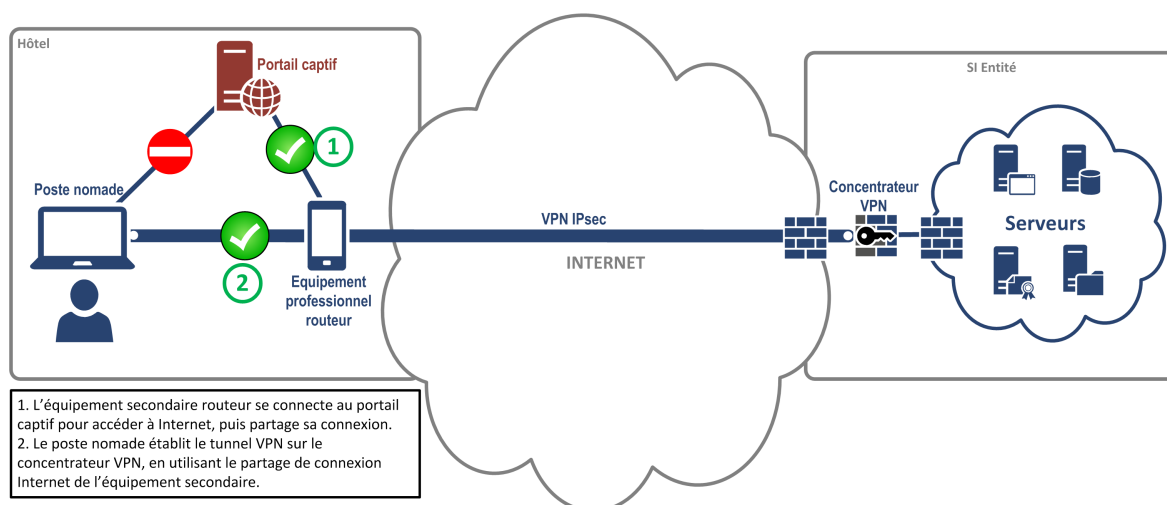 Hôtel
Portail captif
1
Poste nomade
2
Equipement
professionnel
routeur
VPN IPsec
INTERNET
SI Entité
Concentrateur
VPN
Serveurs
1. L’équipement secondaire routeur se connecte au portail
captif pour accéder à Internet, puis partage sa connexion.
2. Le poste nomade établit le tunnel VPN sur le
concentrateur VPN, en utilisant le partage de connexion
Internet de l’équipement secondaire.